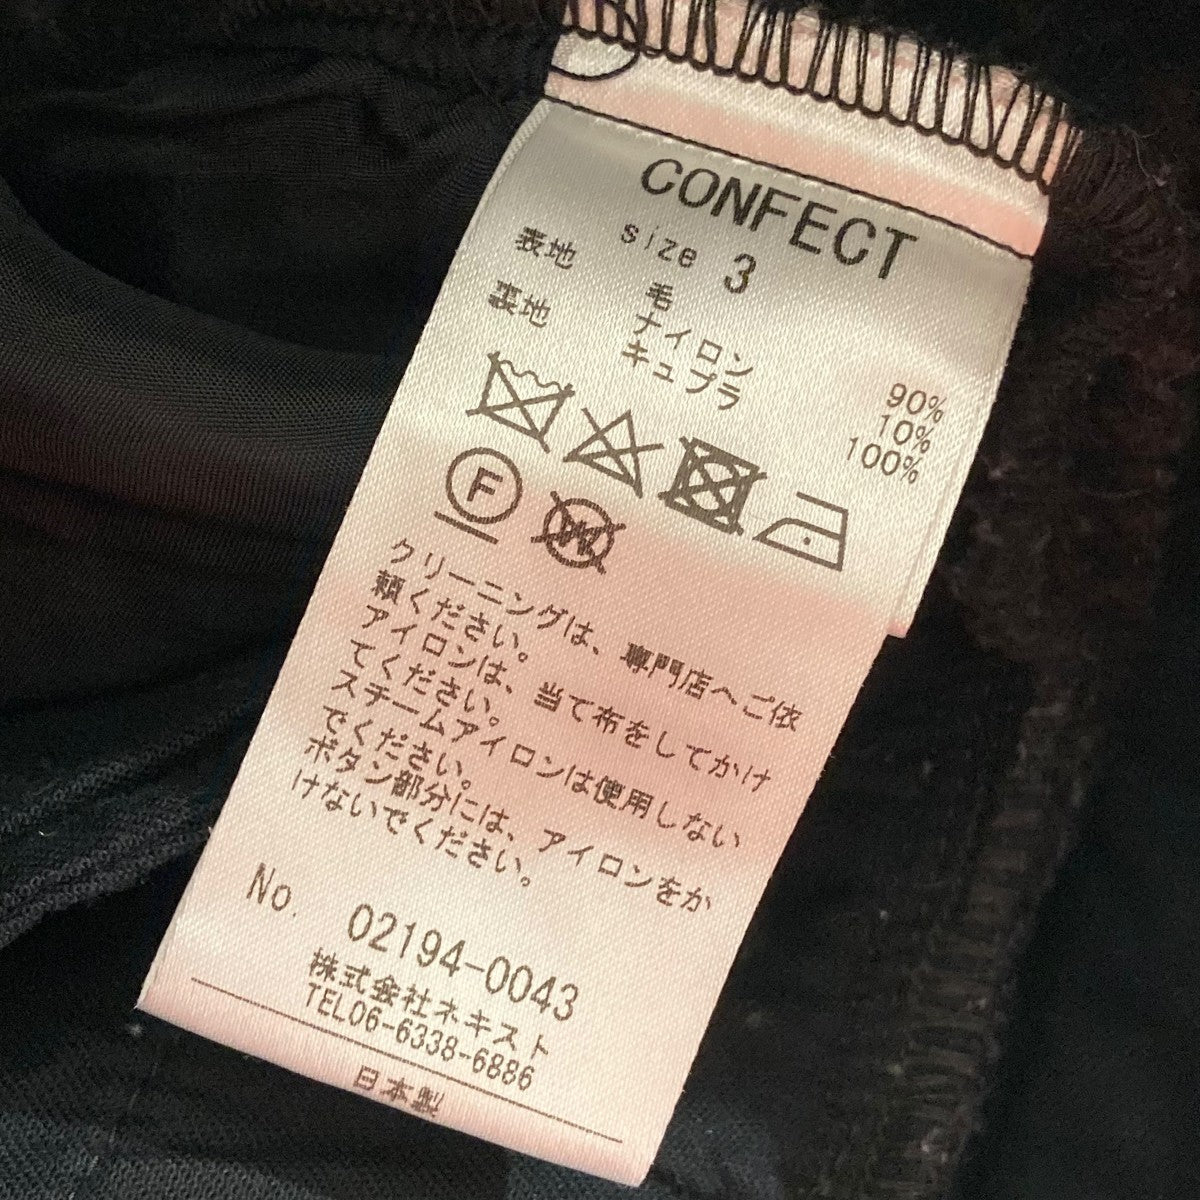 CONFECT
size 3
表地 毛 90%
ナイロン 10%
裏地 キュプラ 100%
F W
クリーニングは、専門店へご依
頼ください。
アイロンは、当て布をしてかけ
てください。
スチームアイロンは使用しない
でください。
ボタン部分には、アイロンをか
けないでください。
No. 02194-0043
株式会社ネキスト
TEL06-6338-6886
日本製